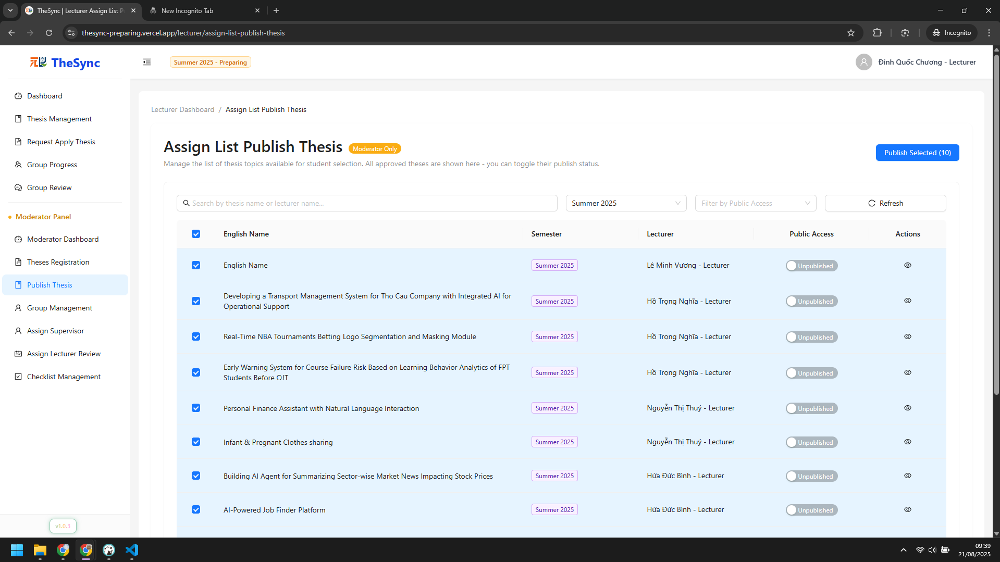 TheSync | Lecturer Assign List P
New Incognito Tab
thesync-preparing.vercel.app/lecturer/assign-list-publish-thesis
Incognito
TheSync
Summer 2025 - Preparing
Đinh Quốc Chương - Lecturer
Dashboard
Thesis Management
Request Apply Thesis
Group Progress
Group Review
Moderator Panel
Moderator Dashboard
Theses Registration
Publish Thesis
Group Management
Assign Supervisor
Assign Lecturer Review
Checklist Management
v1.0.3
Lecturer Dashboard / Assign List Publish Thesis
Assign List Publish Thesis Moderator Only
Manage the list of thesis topics available for student selection. All approved theses are shown here - you can toggle their publish status.
Publish Selected (10)
Search by thesis name or lecturer name...
Summer 2025
Filter by Public Access
Refresh
English Name Semester Lecturer Public Access Actions
English Name Summer 2025 Lê Minh Vương - Lecturer Unpublished
Developing a Transport Management System for Tho Cau Company with Integrated AI for
Operational Support
Summer 2025 Hồ Trọng Nghĩa - Lecturer Unpublished
Real-Time NBA Tournaments Betting Logo Segmentation and Masking Module Summer 2025 Hồ Trọng Nghĩa - Lecturer Unpublished
Early Warning System for Course Failure Risk Based on Learning Behavior Analytics of FPT
Students Before OJT
Summer 2025 Hồ Trọng Nghĩa - Lecturer Unpublished
Personal Finance Assistant with Natural Language Interaction Summer 2025 Nguyễn Thị Thuý - Lecturer Unpublished
Infant & Pregnant Clothes sharing Summer 2025 Nguyễn Thị Thuý - Lecturer Unpublished
Building AI Agent for Summarizing Sector-wise Market News Impacting Stock Prices Summer 2025 Hứa Đức Bình - Lecturer Unpublished
AI-Powered Job Finder Platform Summer 2025 Hứa Đức Bình - Lecturer Unpublished
09:39
21/08/2025